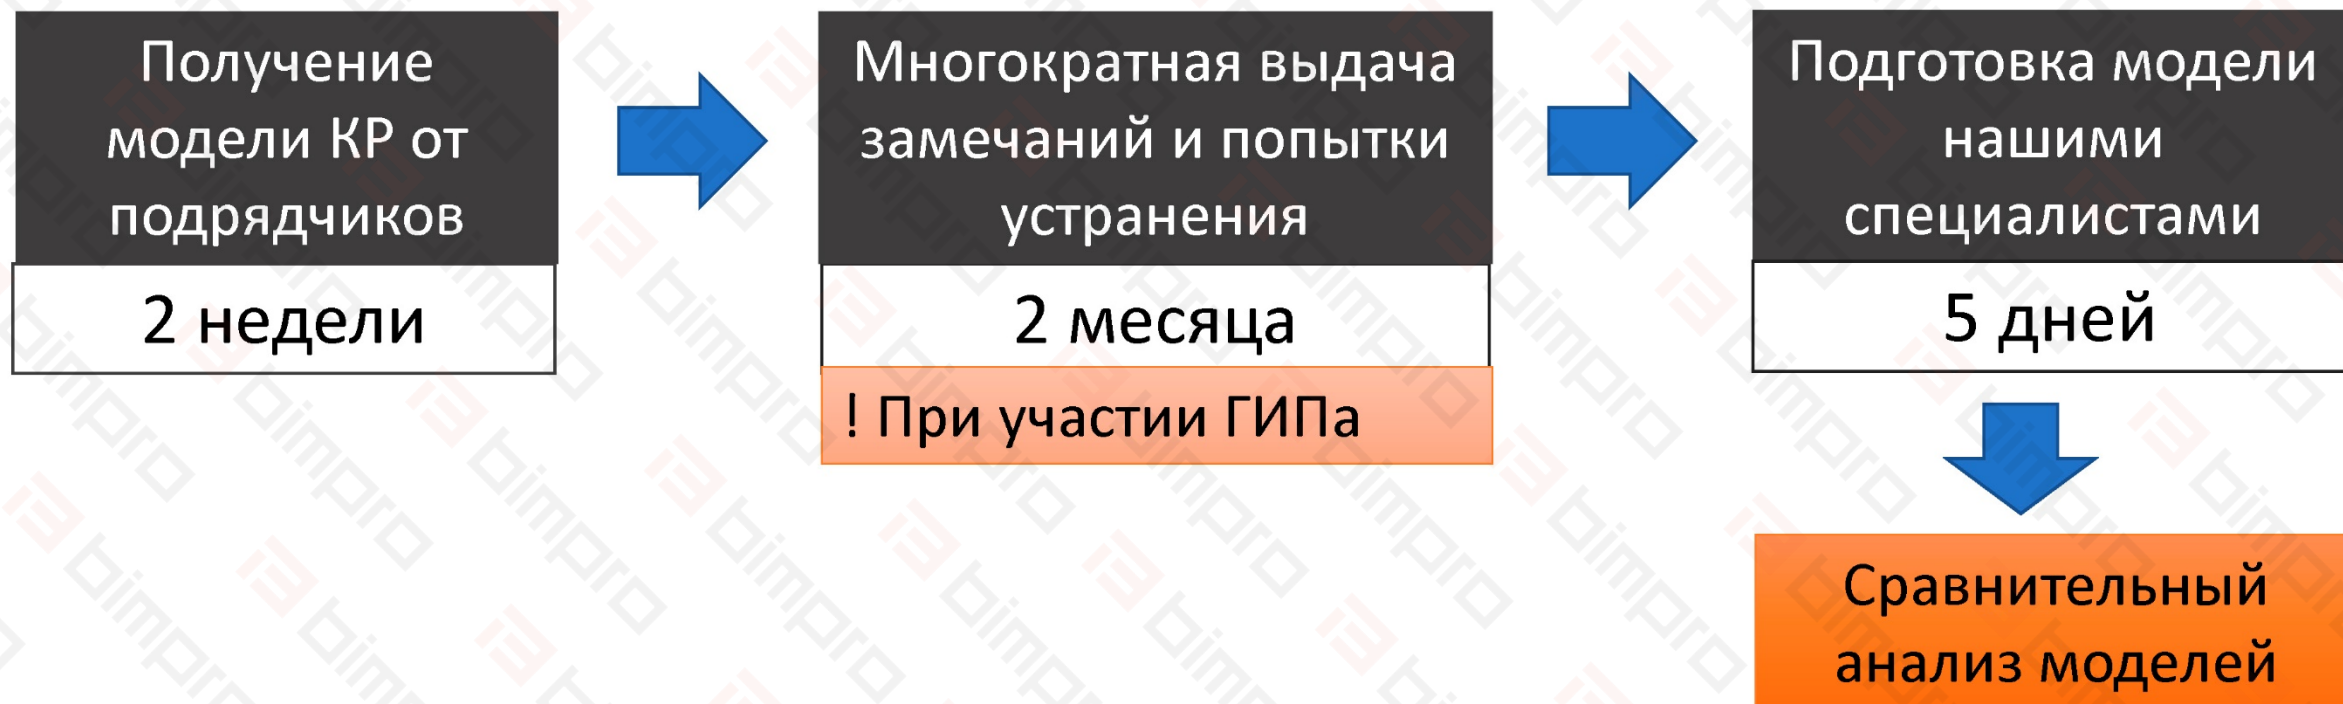 Получение
модели КР от
подрядчиков
2 недели
Многократная выдача
замечаний и попытки
устранения
2 месяца
! При участии ГИПа
Подготовка модели
нашими
специалистами
5 дней
Сравнительный
анализ моделей
bimpro